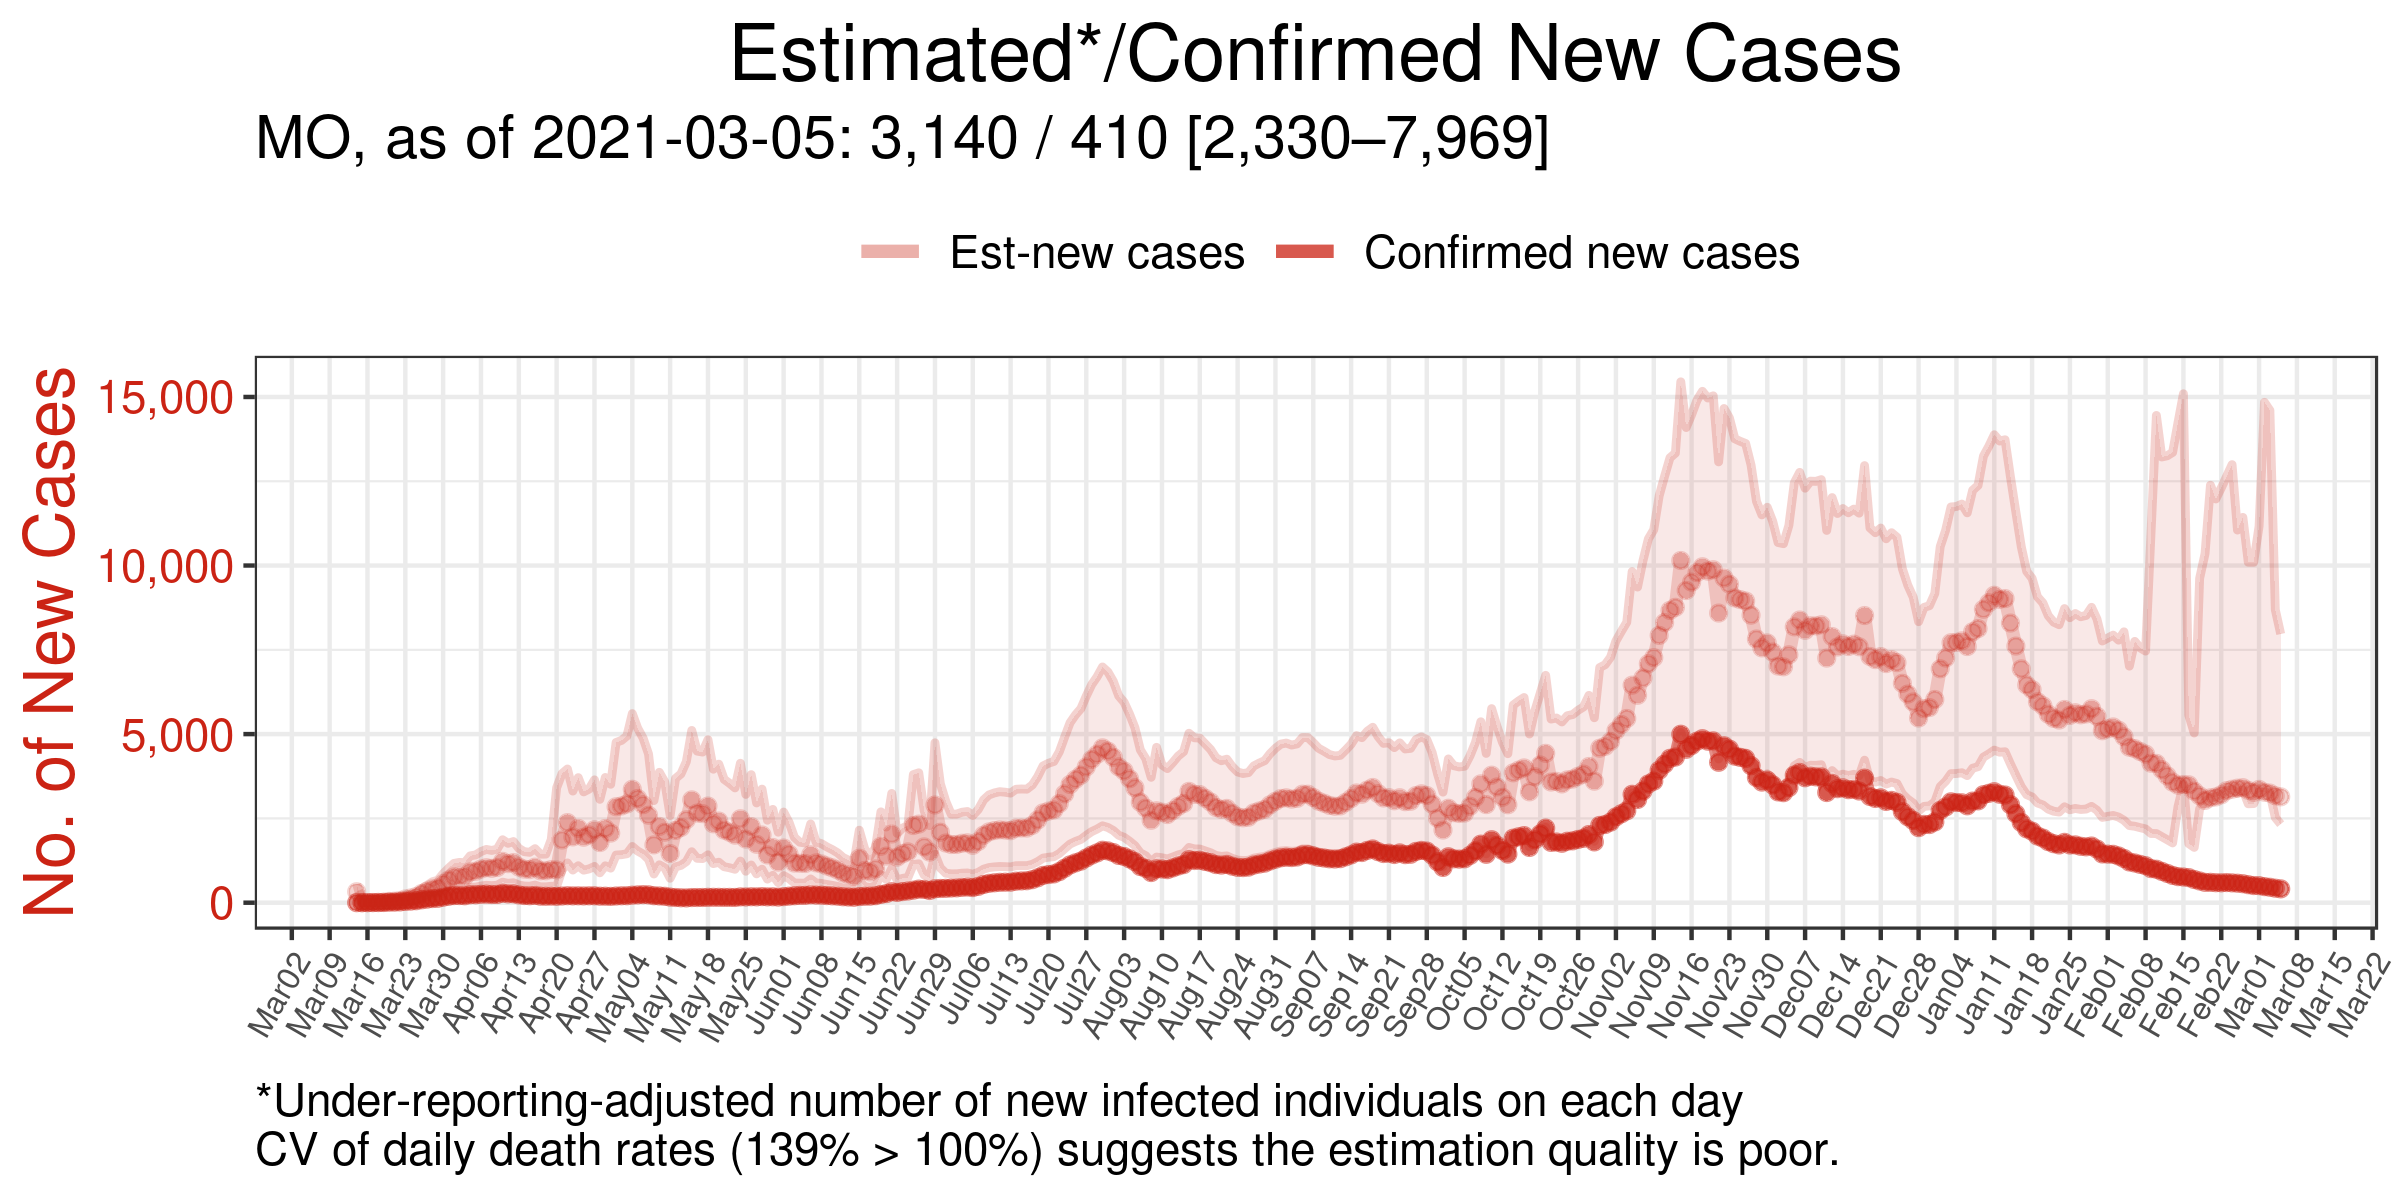 Estimated*/Confirmed New Cases
MO, as of 2021-03-05: 3,140 / 410 [2,330–7,969]
Est-new cases Confirmed new cases
No. of New Cases
15,000
10,000
5,000
0
Mar02 Mar09 Mar16 Mar23 Mar30 Apr06 Apr13 Apr20 Apr27 May04 May11 May18 May25 Jun01 Jun08 Jun15 Jun22 Jun29 Jul06 Jul13 Jul20 Jul27 Aug03 Aug10 Aug17 Aug24 Aug31 Sep07 Sep14 Sep21 Sep28 Oct05 Oct12 Oct19 Oct26 Nov02 Nov09 Nov16 Nov23 Nov30 Dec07 Dec14 Dec21 Dec28 Jan04 Jan11 Jan18 Jan25 Feb01 Feb08 Feb15 Feb22 Mar01 Mar08 Mar15 Mar22
*Under-reporting-adjusted number of new infected individuals on each day
CV of daily death rates (139% > 100%) suggests the estimation quality is poor.